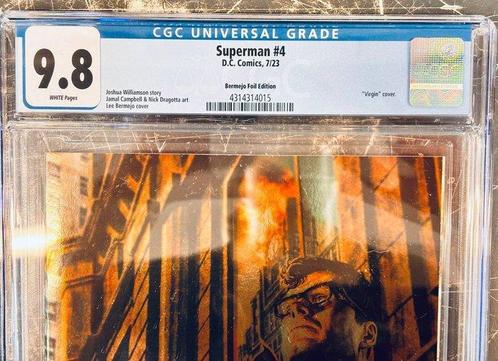 CGC UNIVERSAL GRADE
9.8
WHITE Pages
Superman #4
D.C. Comics, 7/23
Bermejo Foil Edition
4314314015
Joshua Williamson story
Jamal Campbell & Nick Dragotta art
Lee Bermejo cover
"Virgin" cover.